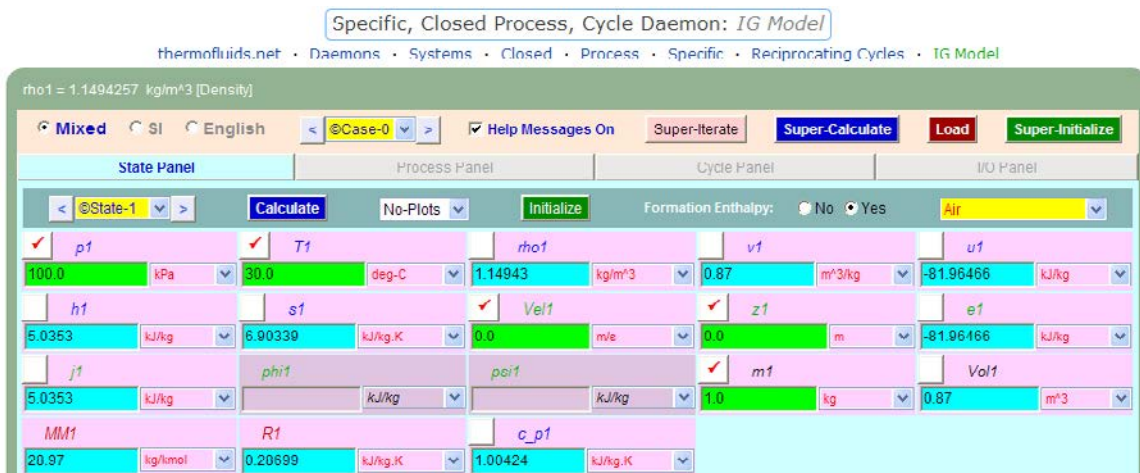 Specific, Closed Process, Cycle Daemon: IG Model
thermofluids.net · Daemons · Systems · Closed · Process · Specific · Reciprocating Cycles · IG Model
rho1 = 1.1494257 kg/m^3 [Density]
Mixed SI English < ©Case-0 > Help Messages On Super-Iterate Super-Calculate Load Super-Initialize
State Panel Process Panel Cycle Panel I/O Panel
< ©State-1 > Calculate No-Plots Initialize Formation Enthalpy: No Yes Air
p1 T1 rho1 v1 u1
100.0 kPa 30.0 deg-C 1.14943 kg/m^3 0.87 m^3/kg -81.96466 kJ/kg
h1 s1 Vel1 z1 e1
5.0353 kJ/kg 6.90339 kJ/kg.K 0.0 m/s 0.0 m -81.96466 kJ/kg
j1 phi1 psi1 m1 Vol1
5.0353 kJ/kg kJ/kg kJ/kg 1.0 kg 0.87 m^3
MM1 R1 c_p1
28.97 kg/kmol 0.28699 kJ/kg.K 1.00424 kJ/kg.K